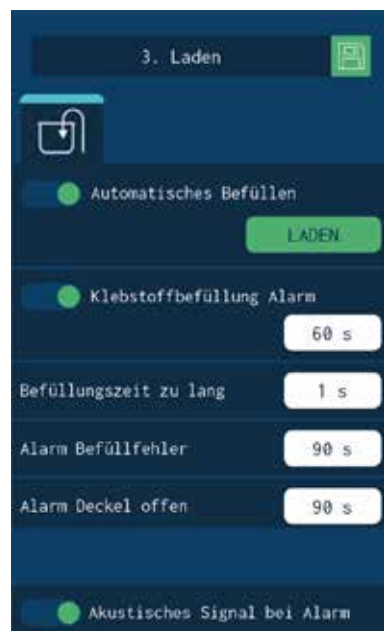 3. Laden
Automatisches Befüllen
LADEN
Klebstoffbefüllung Alarm
60 s
Befüllungszeit zu lang
1 s
Alarm Befüllfehler
90 s
Alarm Deckel offen
90 s
Akustisches Signal bei Alarm